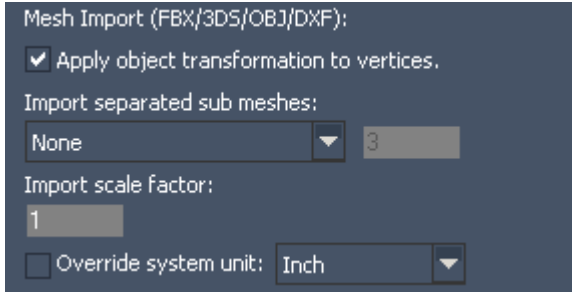 Mesh Import (FBX/3DS/OBJ/DXF):
Apply object transformation to vertices.
Import separated sub meshes:
None 3
Import scale factor:
1
Override system unit: Inch